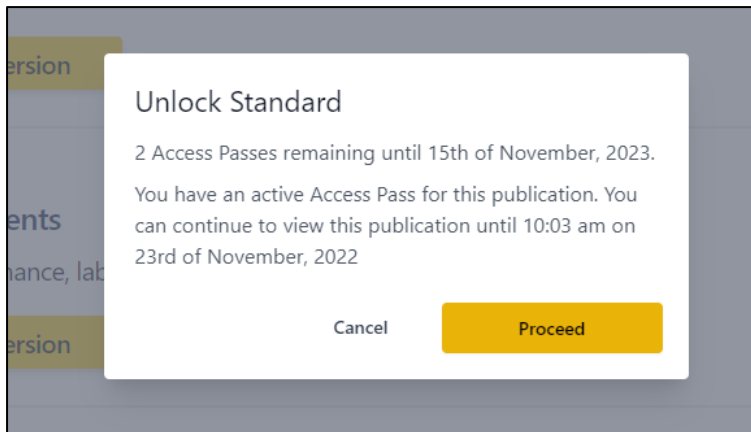 ersion
Unlock Standard
2 Access Passes remaining until 15th of November, 2023.
You have an active Access Pass for this publication. You
can continue to view this publication until 10:03 am on
23rd of November, 2022
ents
nance, lab
ersion
Cancel
Proceed